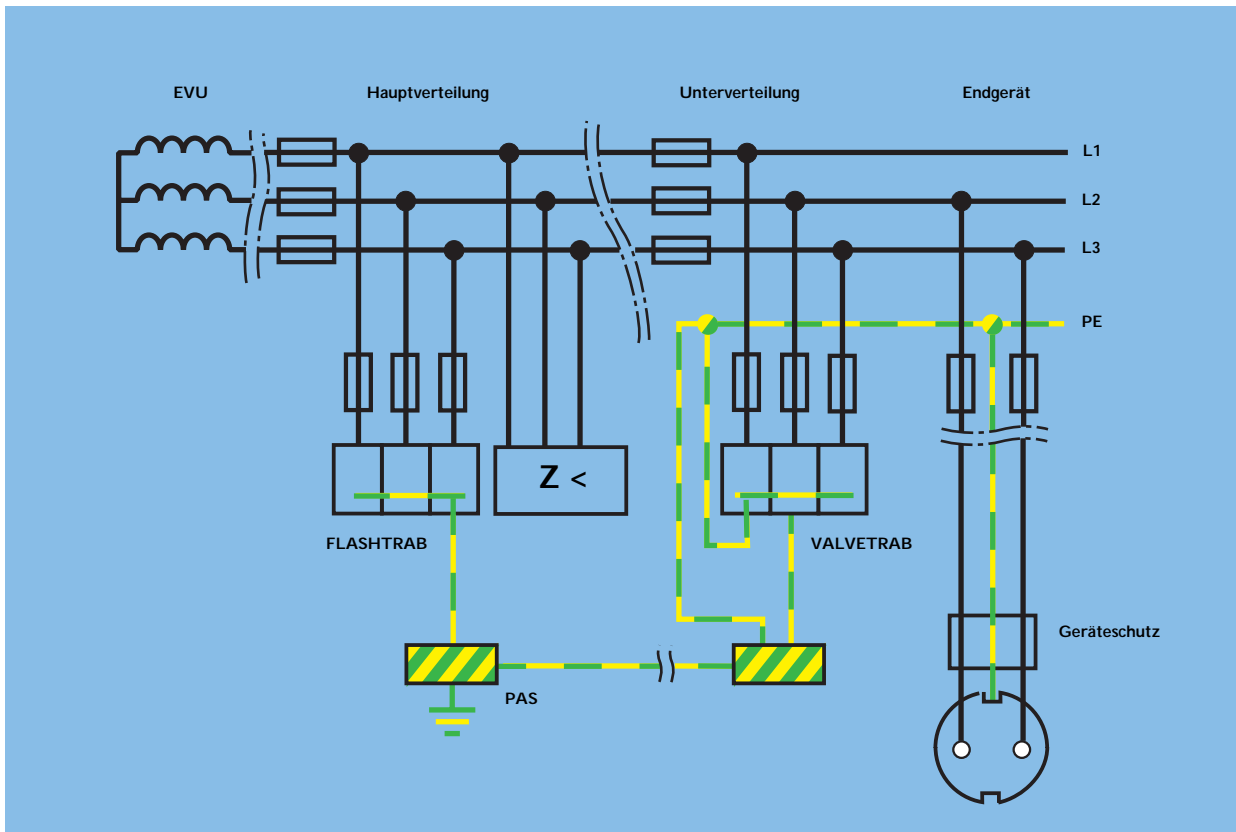 EVU
Hauptverteilung
Unterverteilung
Endgerät
L1
L2
L3
PE
Z <
FLASHTRAB
VALVETRAB
Geräteschutz
PAS